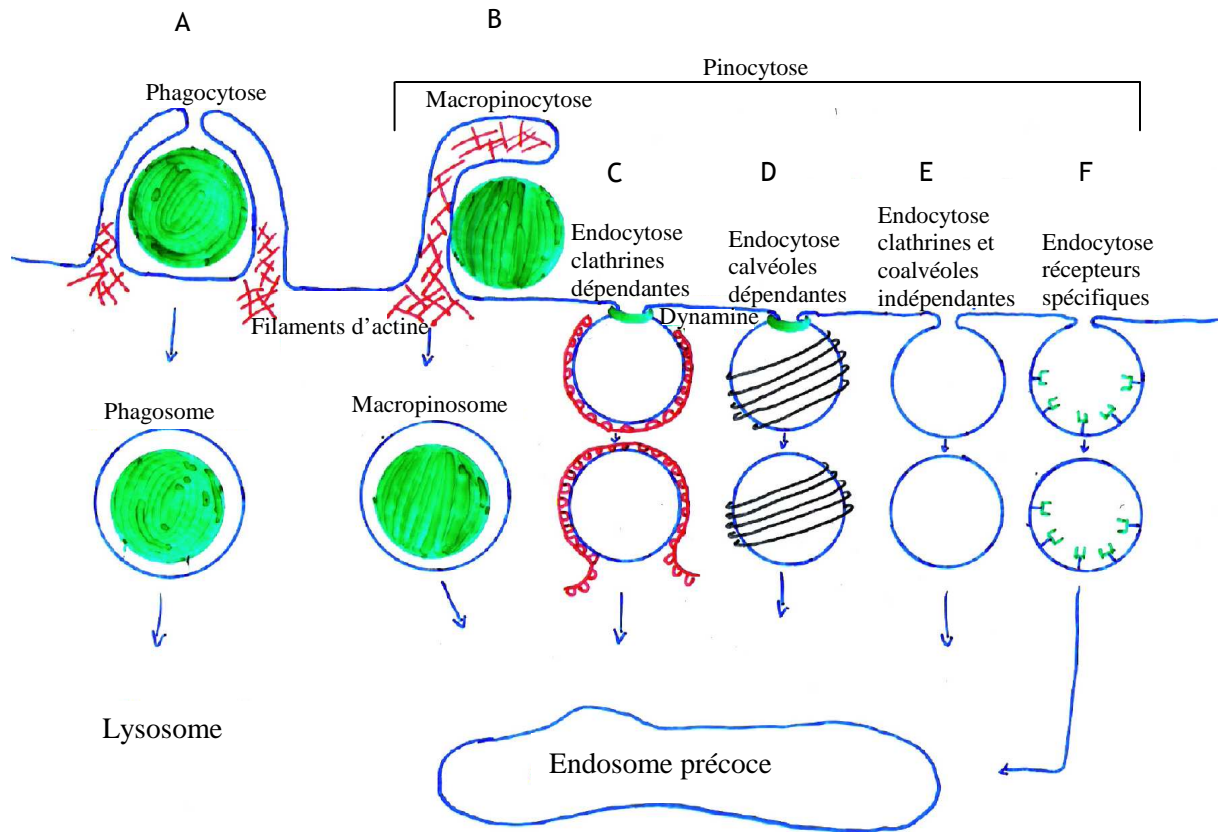 A
B
Pinocytose
Phagocytose
Macropinocytose
C
D
E
F
Endocytose
clathrines
dépendantes
Endocytose
calvéoles
dépendantes
Endocytose
clathrines et
coalvéoles
indépendantes
Endocytose
récepteurs
spécifiques
Filaments d'actine
Dynamine
Phagosome
Macropinosome
Lysosome
Endosome précoce